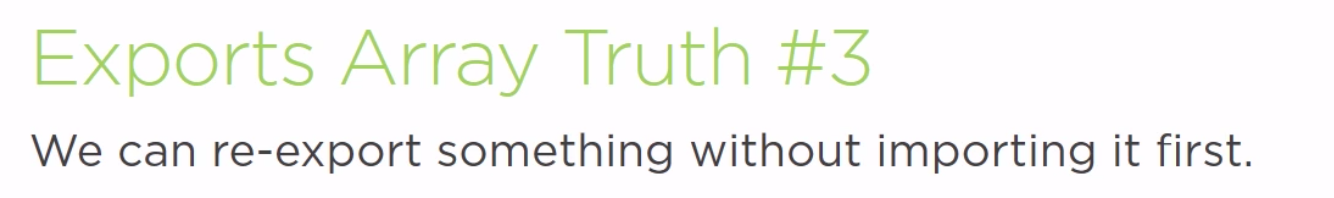 Exports Array Truth #3
We can re-export something without importing it first.